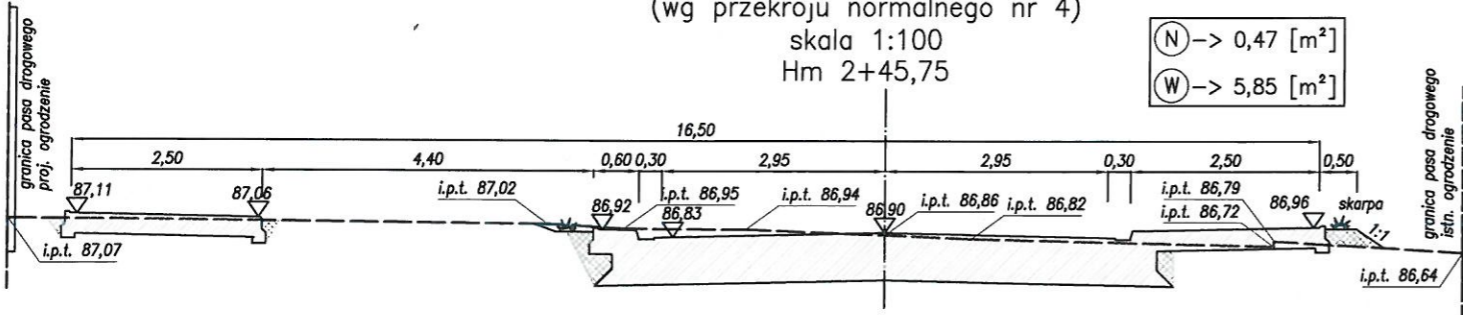 (wg przekroju normalnego nr 4)
skala 1:100
Hm 2+45,75
N -> 0,47 [m²]
W -> 5,85 [m²]
granica pasa drogowego
proj. ogrodzenie
granica pasa drogowego
istn. ogrodzenie
16,50
2,50 4,40 0,60 0,30 2,95 2,95 0,30 2,50 0,50
87,11 87,06 i.p.t. 87,02 86,92 i.p.t. 86,95 86,83 i.p.t. 86,94 86,90 i.p.t. 86,86 i.p.t. 86,82 i.p.t. 86,79 86,96 skarpa
i.p.t. 86,72
1:1
i.p.t. 87,07
i.p.t. 86,64